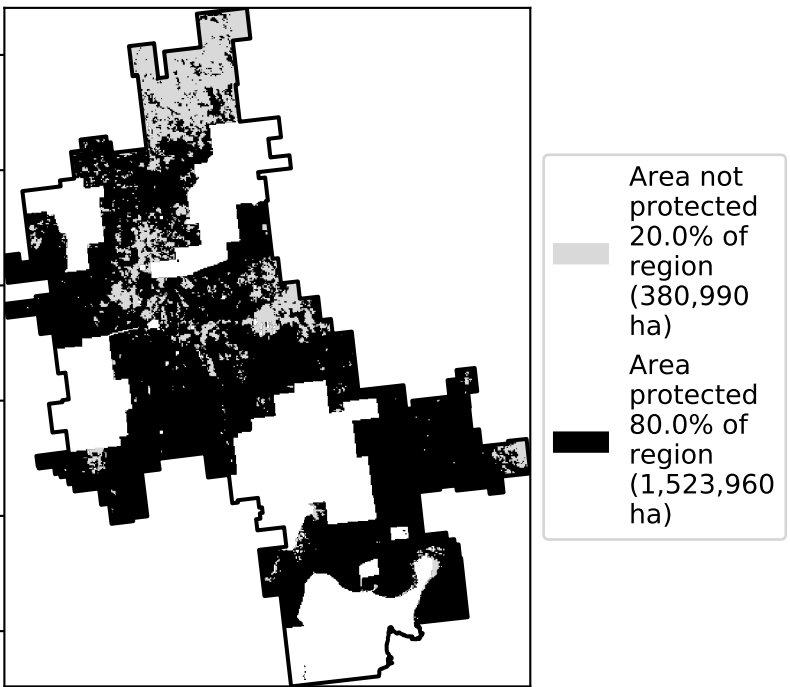 Area not
protected
20.0% of
region
(380,990
ha)
Area
protected
80.0% of
region
(1,523,960
ha)